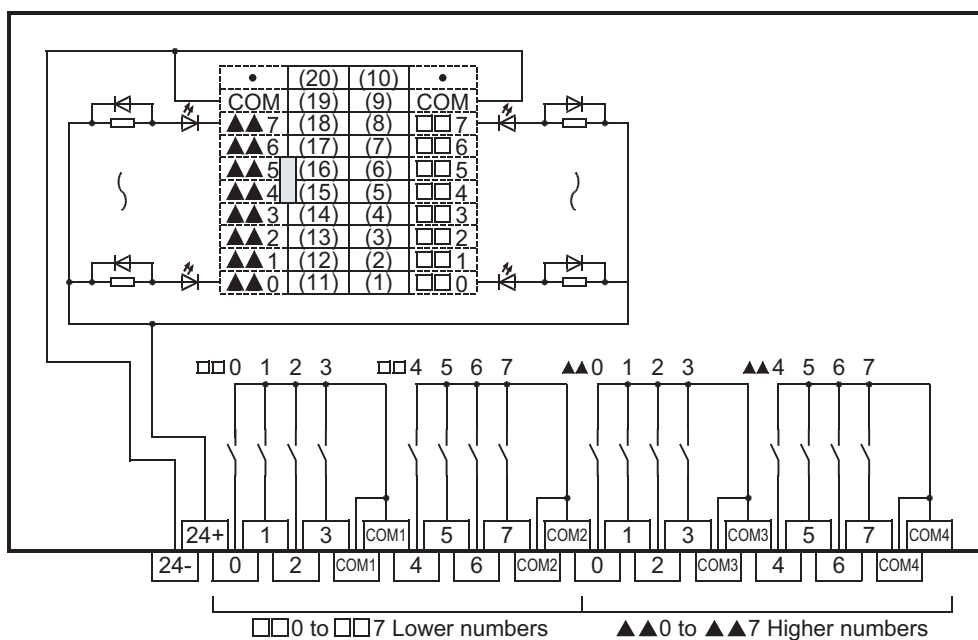 • (20) (10) •
COM (19) (9) COM
▲▲7 (18) (8) □□7
▲▲6 (17) (7) □□6
▲▲5 (16) (6) □□5
▲▲4 (15) (5) □□4
▲▲3 (14) (4) □□3
▲▲2 (13) (3) □□2
▲▲1 (12) (2) □□1
▲▲0 (11) (1) □□0
□□0 1 2 3 □□4 5 6 7 ▲▲0 1 2 3 ▲▲4 5 6 7
24+ 1 3 COM1 5 7 COM2 1 3 COM3 5 7 COM4
24- 0 2 COM1 4 6 COM2 0 2 COM3 4 6 COM4
□□0 to □□7 Lower numbers ▲▲0 to ▲▲7 Higher numbers